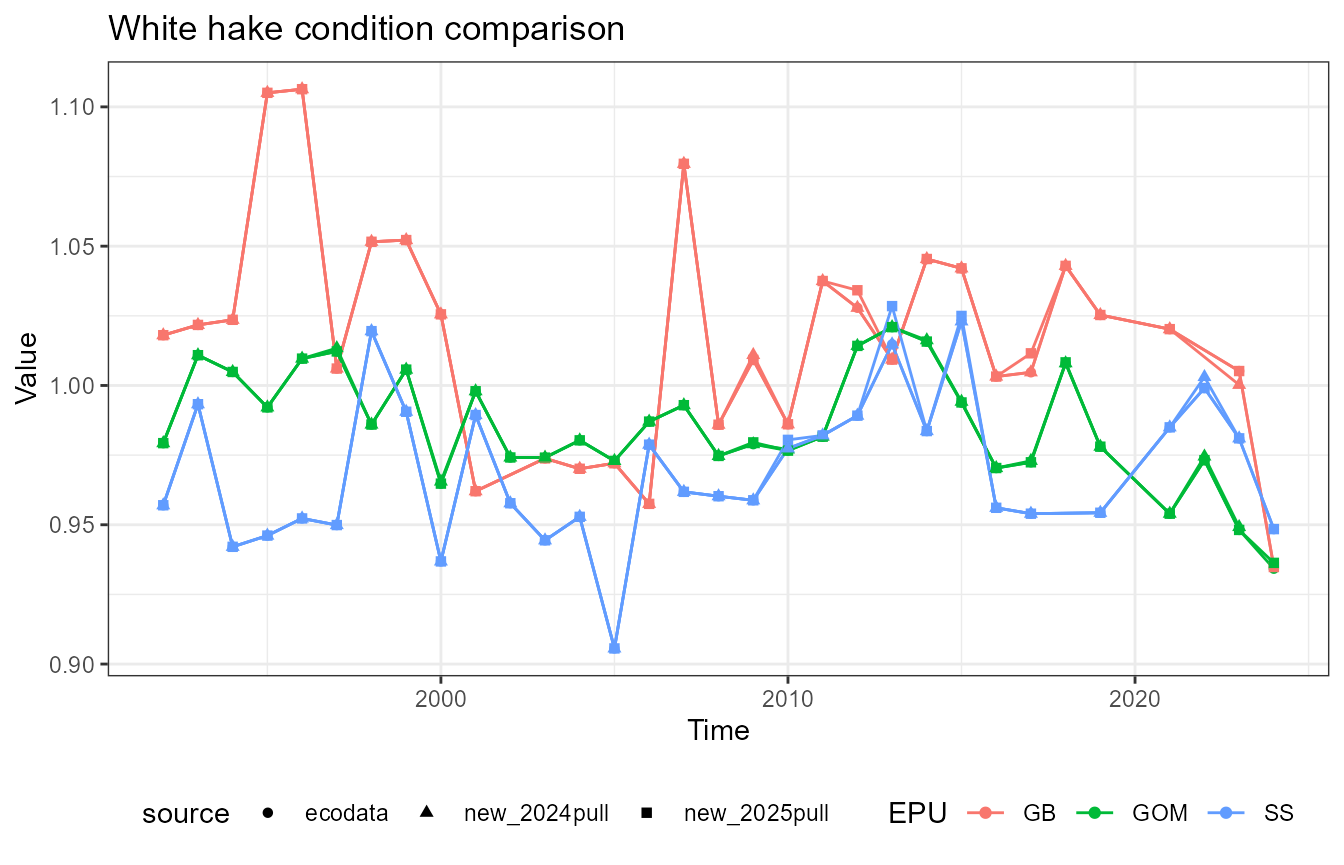 White hake condition comparison
Value
1.10
1.05
1.00
0.95
0.90
2000 2010 2020
Time
source ecodata new_2024pull new_2025pull EPU GB GOM SS